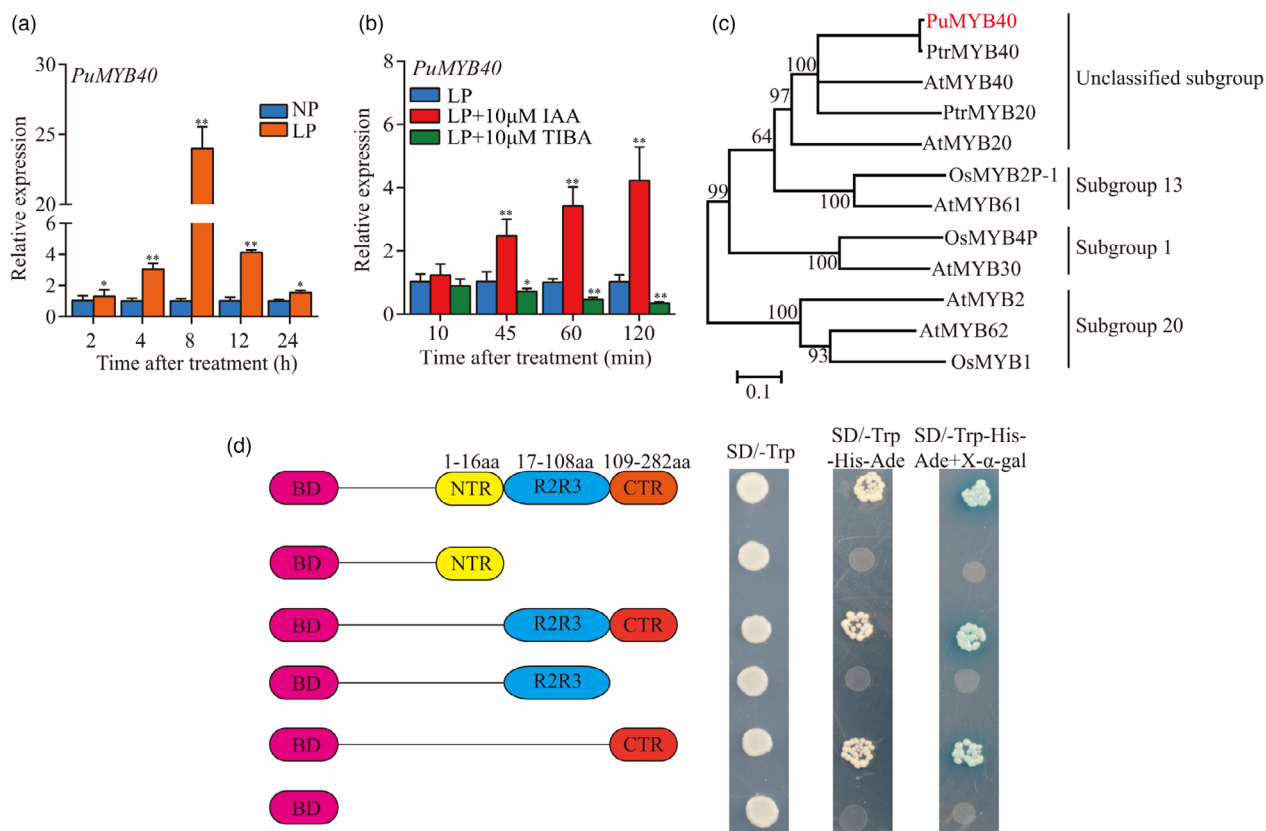 (a)
PuMYB40
NP
LP
Relative expression
30
25
20
6
4
2
0
*
**
**
**
*
2 4 8 12 24
Time after treatment (h)
(b)
PuMYB40
LP
LP+10μM IAA
LP+10μM TIBA
Relative expression
8
6
4
2
0
**
*
**
**
**
**
10 45 60 120
Time after treatment (min)
(c)
PuMYB40
PtrMYB40
AtMYB40
PtrMYB20
AtMYB20
OsMYB2P-1
AtMYB61
OsMYB4P
AtMYB30
AtMYB2
AtMYB62
OsMYB1
100
97
64
100
99
100
100
93
0.1
Unclassified subgroup
Subgroup 13
Subgroup 1
Subgroup 20
(d)
1-16aa 17-108aa 109-282aa
BD NTR R2R3 CTR
BD NTR
BD R2R3 CTR
BD R2R3
BD CTR
BD
SD/-Trp
SD/-Trp
-His-Ade
SD/-Trp-His-
Ade+X-α-gal